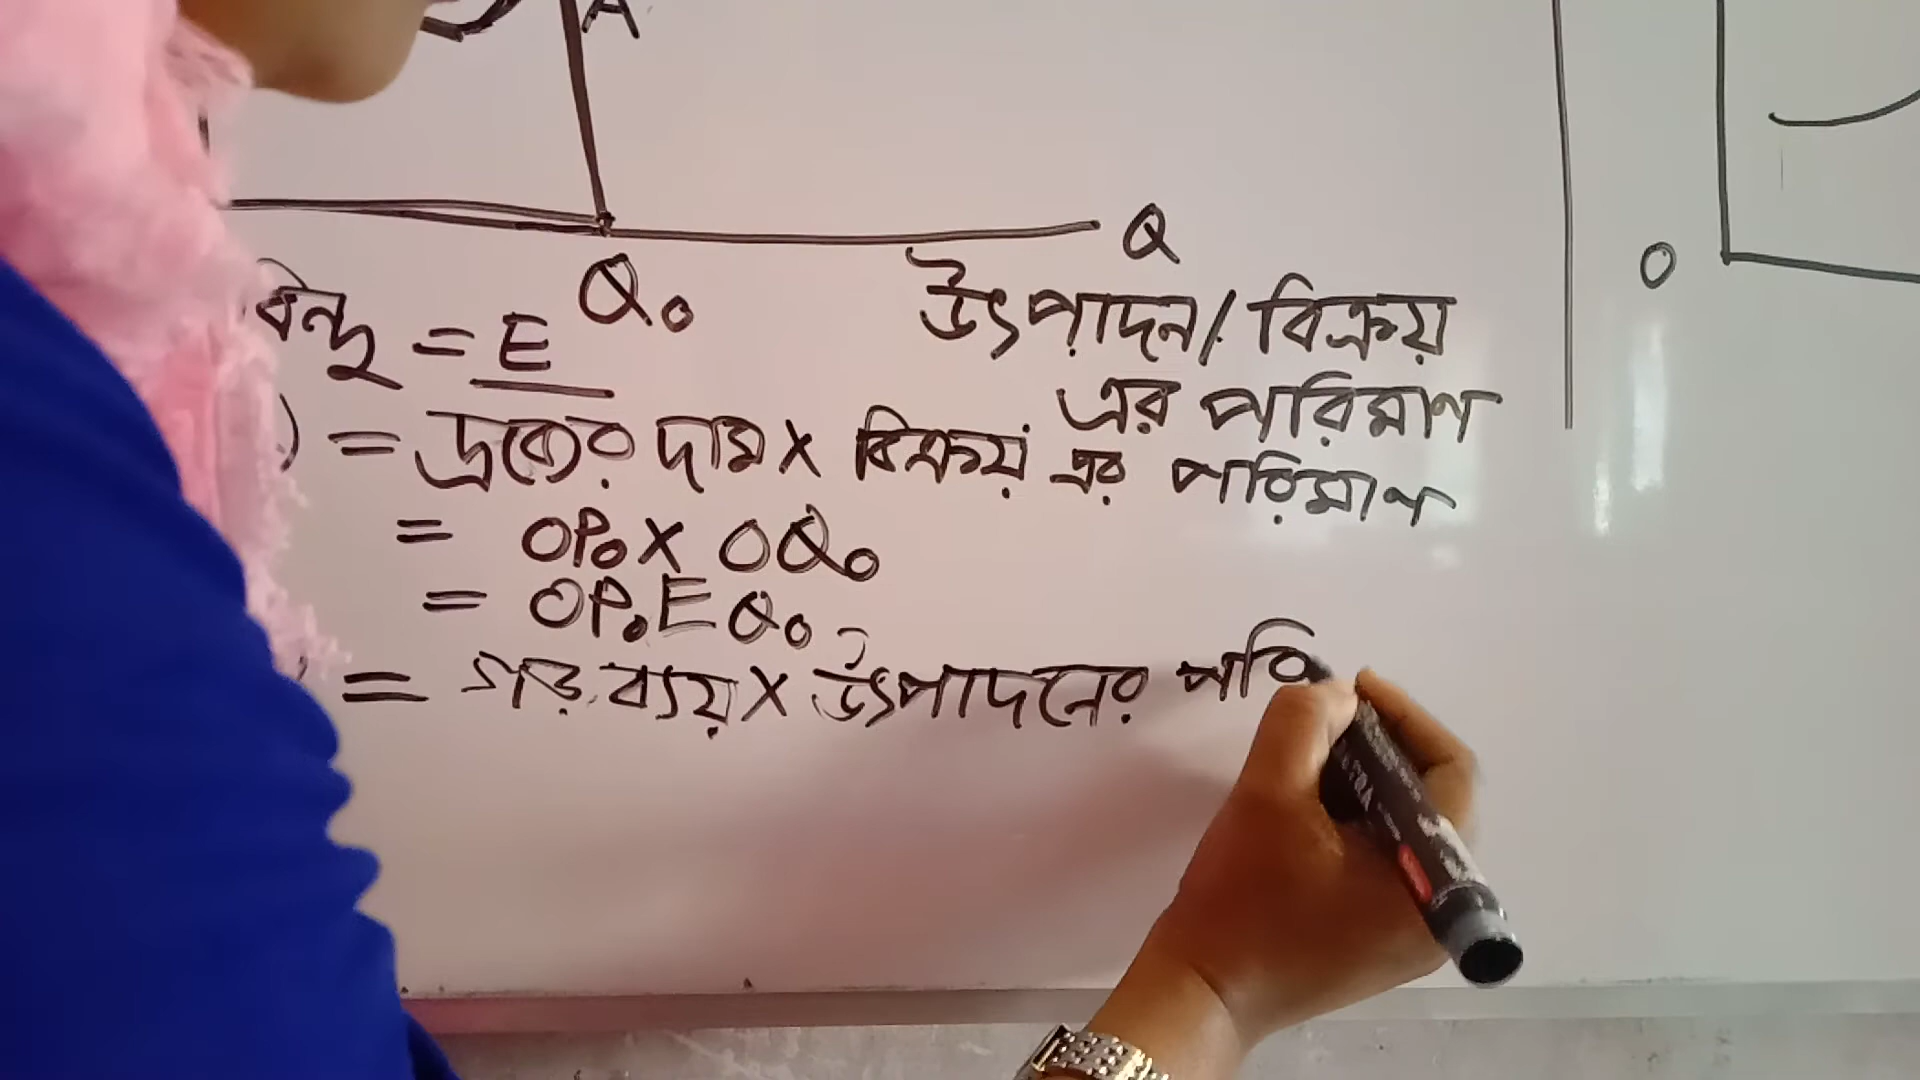 A
Q
Q₀
উৎপাদন/বিক্রয়
এর পরিমাণ
বিন্দু = E
) = দ্রব্যের দাম X বিক্রয় এর পরিমাণ
= OP₀ X OQ₀
= OP₀EQ₀
= গড় ব্যয় X উৎপাদনের পরি
O